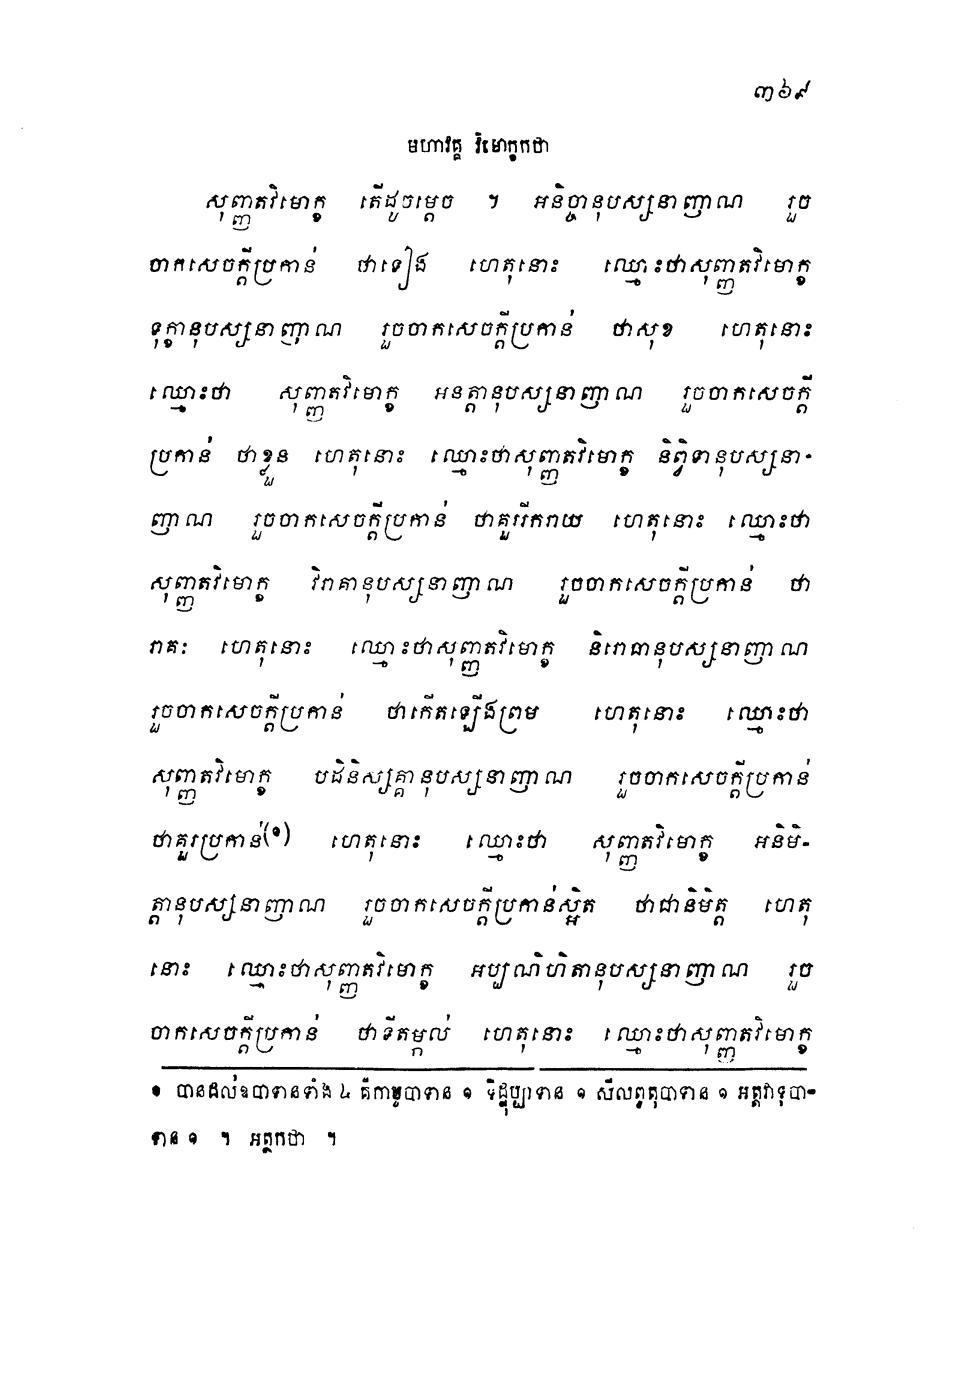 ៣៦៩
មហាវគ្គ វិមោក្ខកថា
សុញ្ញតវិមោក្ខ តើដូចម្តេច ។ អនិច្ចានុបស្សនាញាណ រួច
ចាកសេចក្តីប្រកាន់ ថាទៀង ហេតុនោះ ឈ្មោះថាសុញ្ញតវិមោក្ខ
ទុក្ខានុបស្សនាញាណ រួចចាកសេចក្តីប្រកាន់ ថាសុខ ហេតុនោះ
ឈ្មោះថា សុញ្ញតវិមោក្ខ អនត្តានុបស្សនាញាណ រួចចាកសេចក្តី
ប្រកាន់ ថាខ្លួន ហេតុនោះ ឈ្មោះថាសុញ្ញតវិមោក្ខ និព្វិទានុបស្សនា-
ញាណ រួចចាកសេចក្តីប្រកាន់ ថាគួររីករាយ ហេតុនោះ ឈ្មោះថា
សុញ្ញតវិមោក្ខ វិរាគានុបស្សនាញាណ រួចចាកសេចក្តីប្រកាន់ ថា
រាគៈ ហេតុនោះ ឈ្មោះថាសុញ្ញតវិមោក្ខ និរោធានុបស្សនាញាណ
រួចចាកសេចក្តីប្រកាន់ ថាកើតឡើងព្រម ហេតុនោះ ឈ្មោះថា
សុញ្ញតវិមោក្ខ បដិនិស្សគ្គានុបស្សនាញាណ រួចចាកសេចក្តីប្រកាន់
ថាគួរប្រកាន់(១) ហេតុនោះ ឈ្មោះថា សុញ្ញតវិមោក្ខ អនិមិ-
ត្តានុបស្សនាញាណ រួចចាកសេចក្តីប្រកាន់ស្អិត ថាជានិមិត្ត ហេតុ
នោះ ឈ្មោះថាសុញ្ញតវិមោក្ខ អប្បណិហិតានុបស្សនាញាណ រួច
ចាកសេចក្តីប្រកាន់ ថាទីតម្កល់ ហេតុនោះ ឈ្មោះថាសុញ្ញតវិមោក្ខ
១ បានដល់ឧបាទានទាំង ៤ គឺកាមូបាទាន ១ ទិដ្ឋុប្បាទាន ១ សីលព្វតុបាទាន ១ អត្តវាទុបា-
ទាន ១ ។ អដ្ឋកថា ។